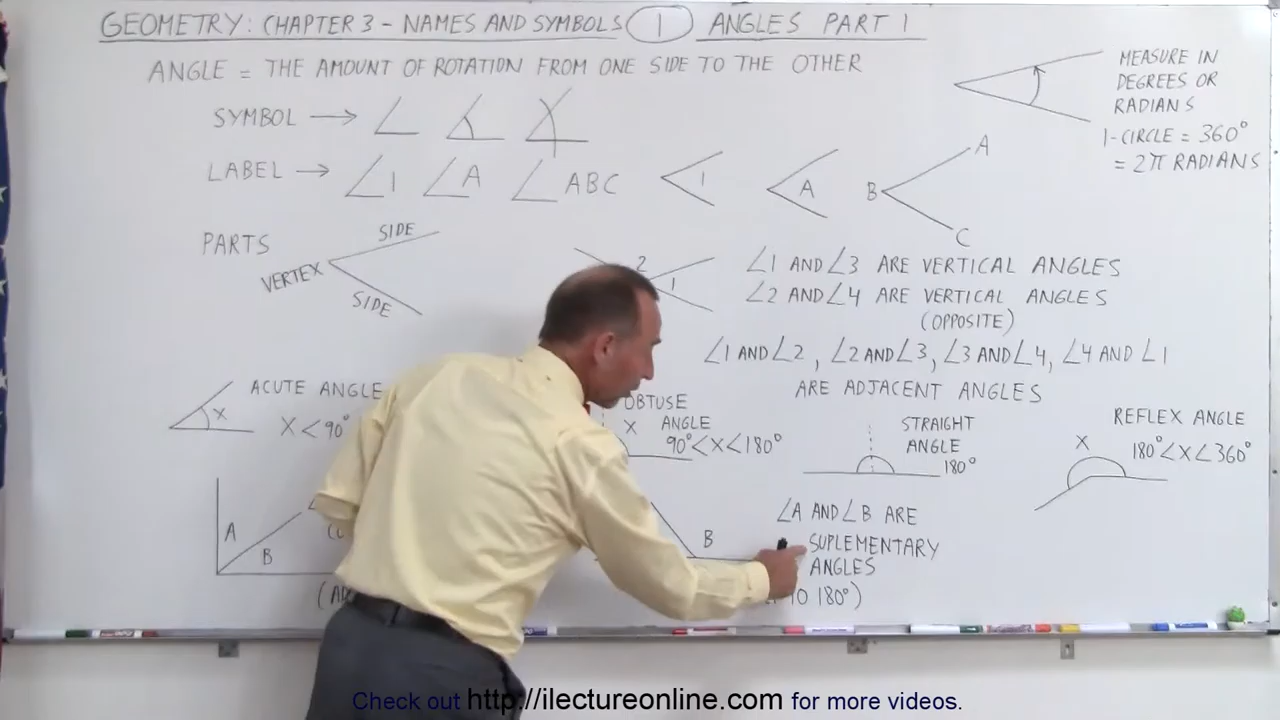 GEOMETRY: CHAPTER 3 - NAMES AND SYMBOLS 1 ANGLES PART 1
ANGLE = THE AMOUNT OF ROTATION FROM ONE SIDE TO THE OTHER
MEASURE IN
DEGREES OR
RADIANS
1-CIRCLE = 360°
= 2π RADIANS
SYMBOL → ∠
LABEL → ∠1 ∠A ∠ABC
1
A
A
B
C
PARTS
SIDE
VERTEX
SIDE
2
1
∠1 AND ∠3 ARE VERTICAL ANGLES
∠2 AND ∠4 ARE VERTICAL ANGLES
(OPPOSITE)
∠1 AND ∠2, ∠2 AND ∠3, ∠3 AND ∠4, ∠4 AND ∠1
ARE ADJACENT ANGLES
ACUTE ANGLE
X
X < 90°
OBTUSE
ANGLE
X
90° < X < 180°
STRAIGHT
ANGLE
180°
REFLEX ANGLE
X
180° < X < 360°
A
B
B
∠A AND ∠B ARE
SUPLEMENTARY
ANGLES
TO 180°)
Check out http://ilectureonline.com for more videos.